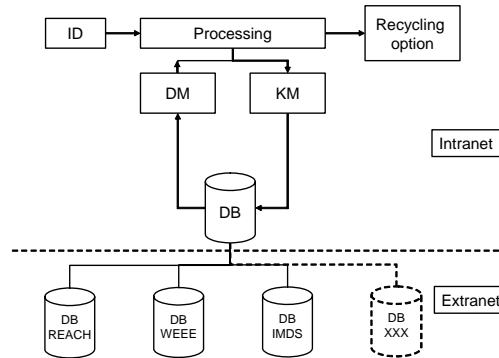 ID
Processing
Recycling
option
DM
KM
Intranet
DB
Extranet
DB
REACH
DB
WEEE
DB
IMDS
DB
XXX